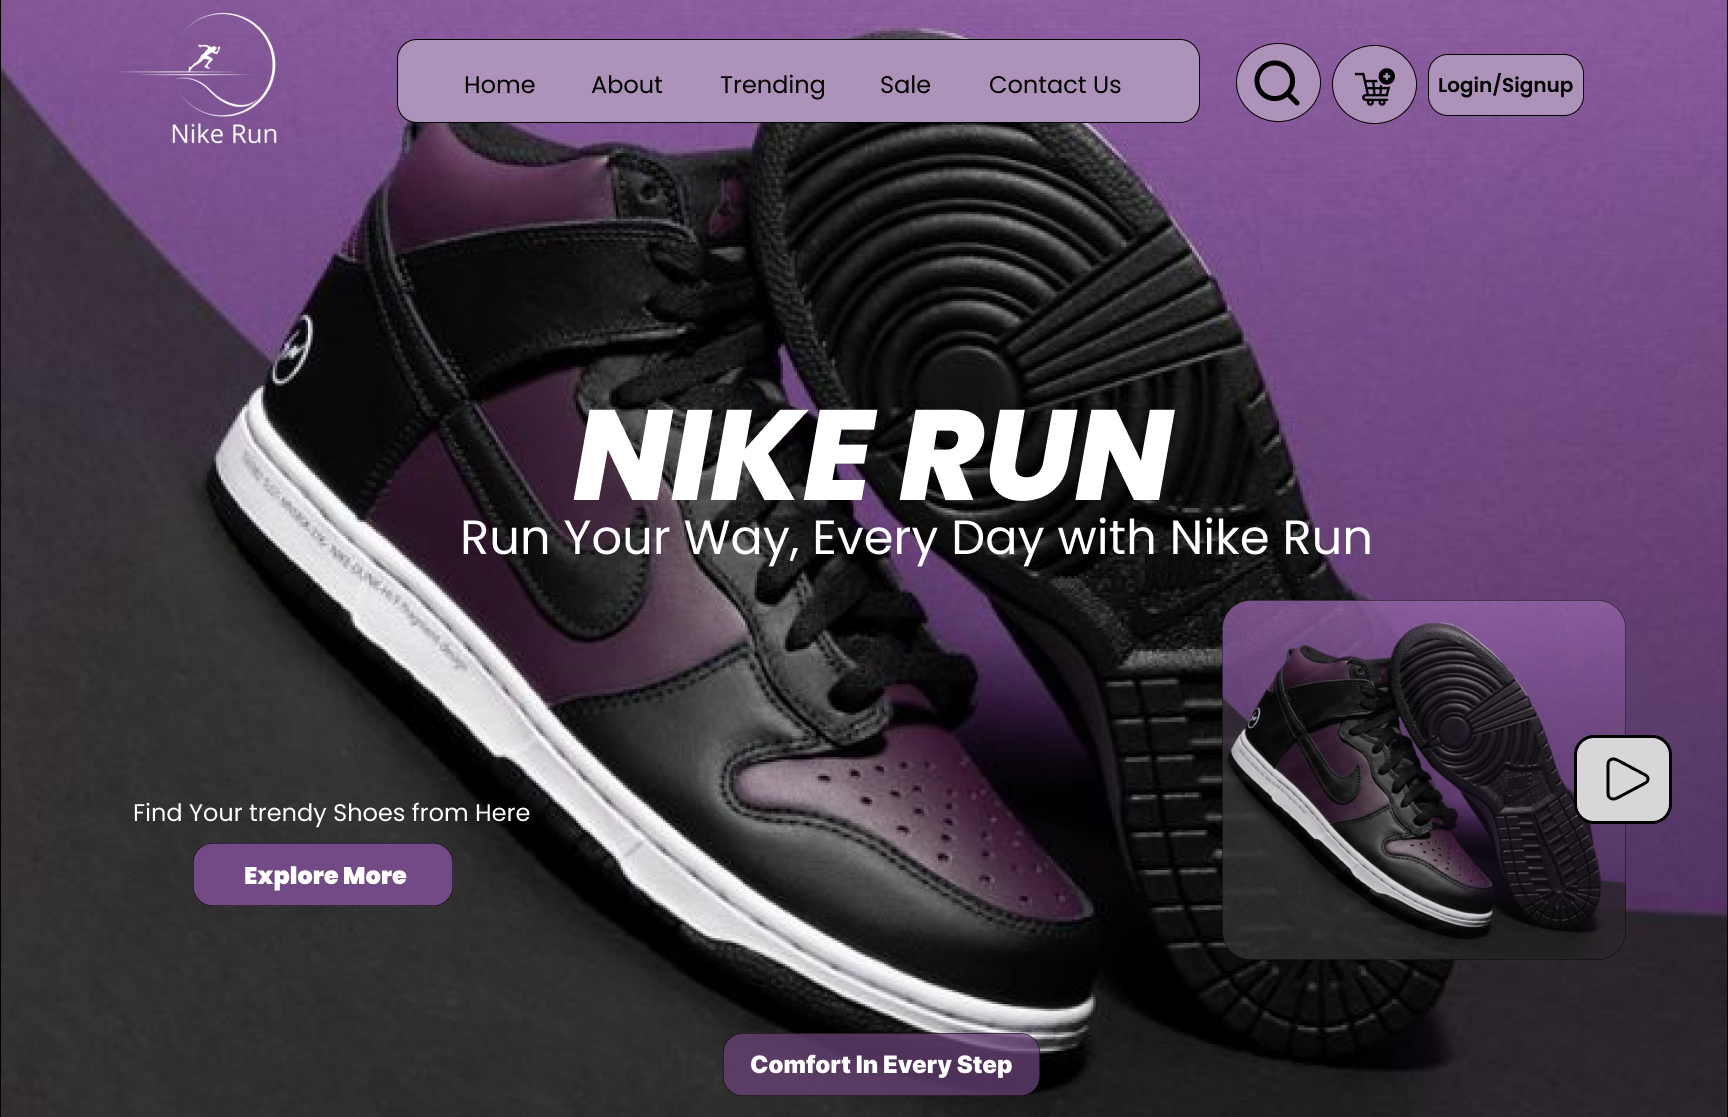 Nike Run
Home About Trending Sale Contact Us
Login/Signup
NIKE RUN
Run Your Way, Every Day with Nike Run
Find Your trendy Shoes from Here
Explore More
Comfort In Every Step